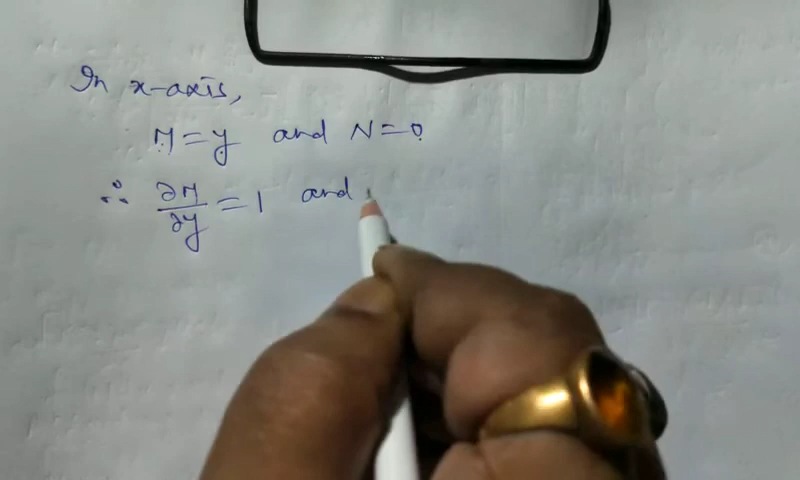 In x-axis,
M = y and N = 0
∴ ∂M/∂y = 1 and